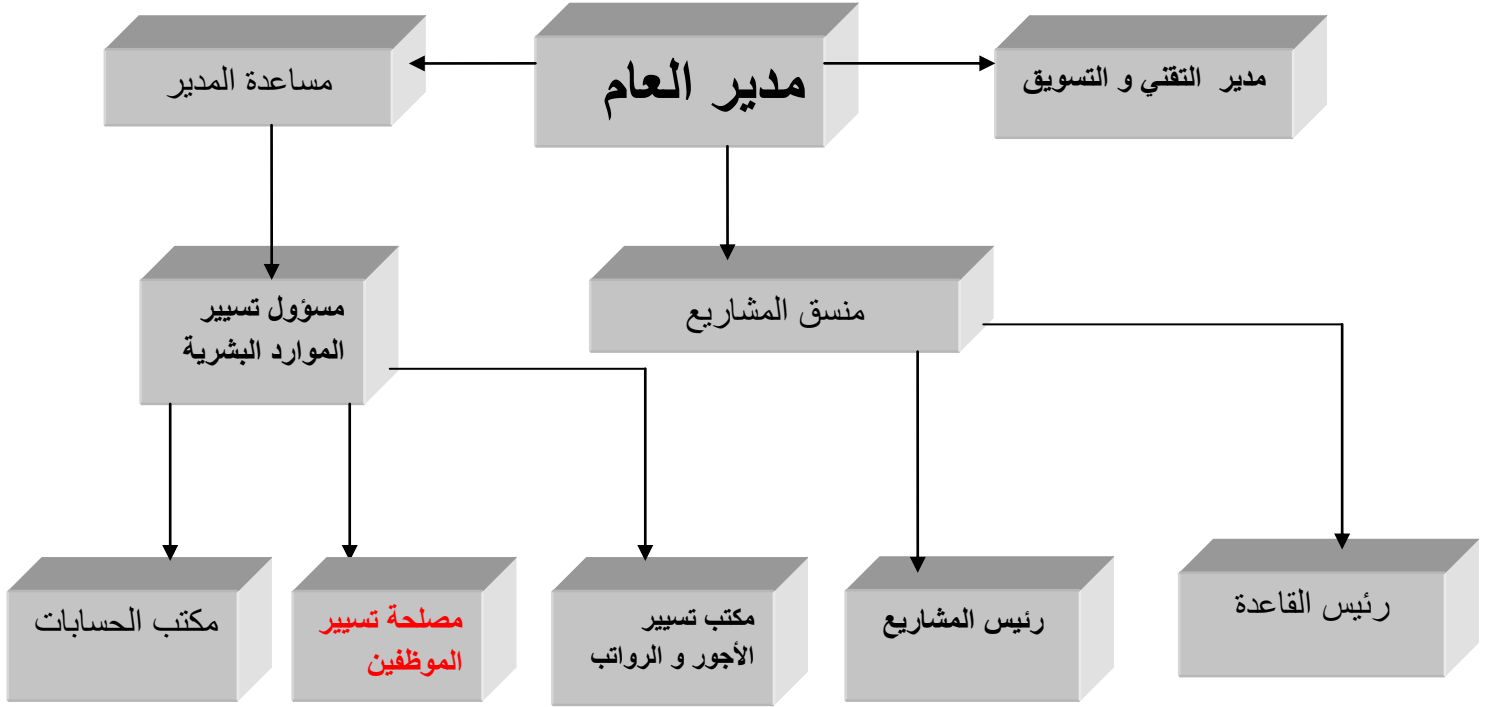 مدير التقني و التسويق
مدير العام
مساعدة المدير
منسق المشاريع
مسؤول تسيير
الموارد البشرية
رئيس القاعدة
رئيس المشاريع
مكتب تسيير
الأجور و الرواتب
مصلحة تسيير
الموظفين
مكتب الحسابات